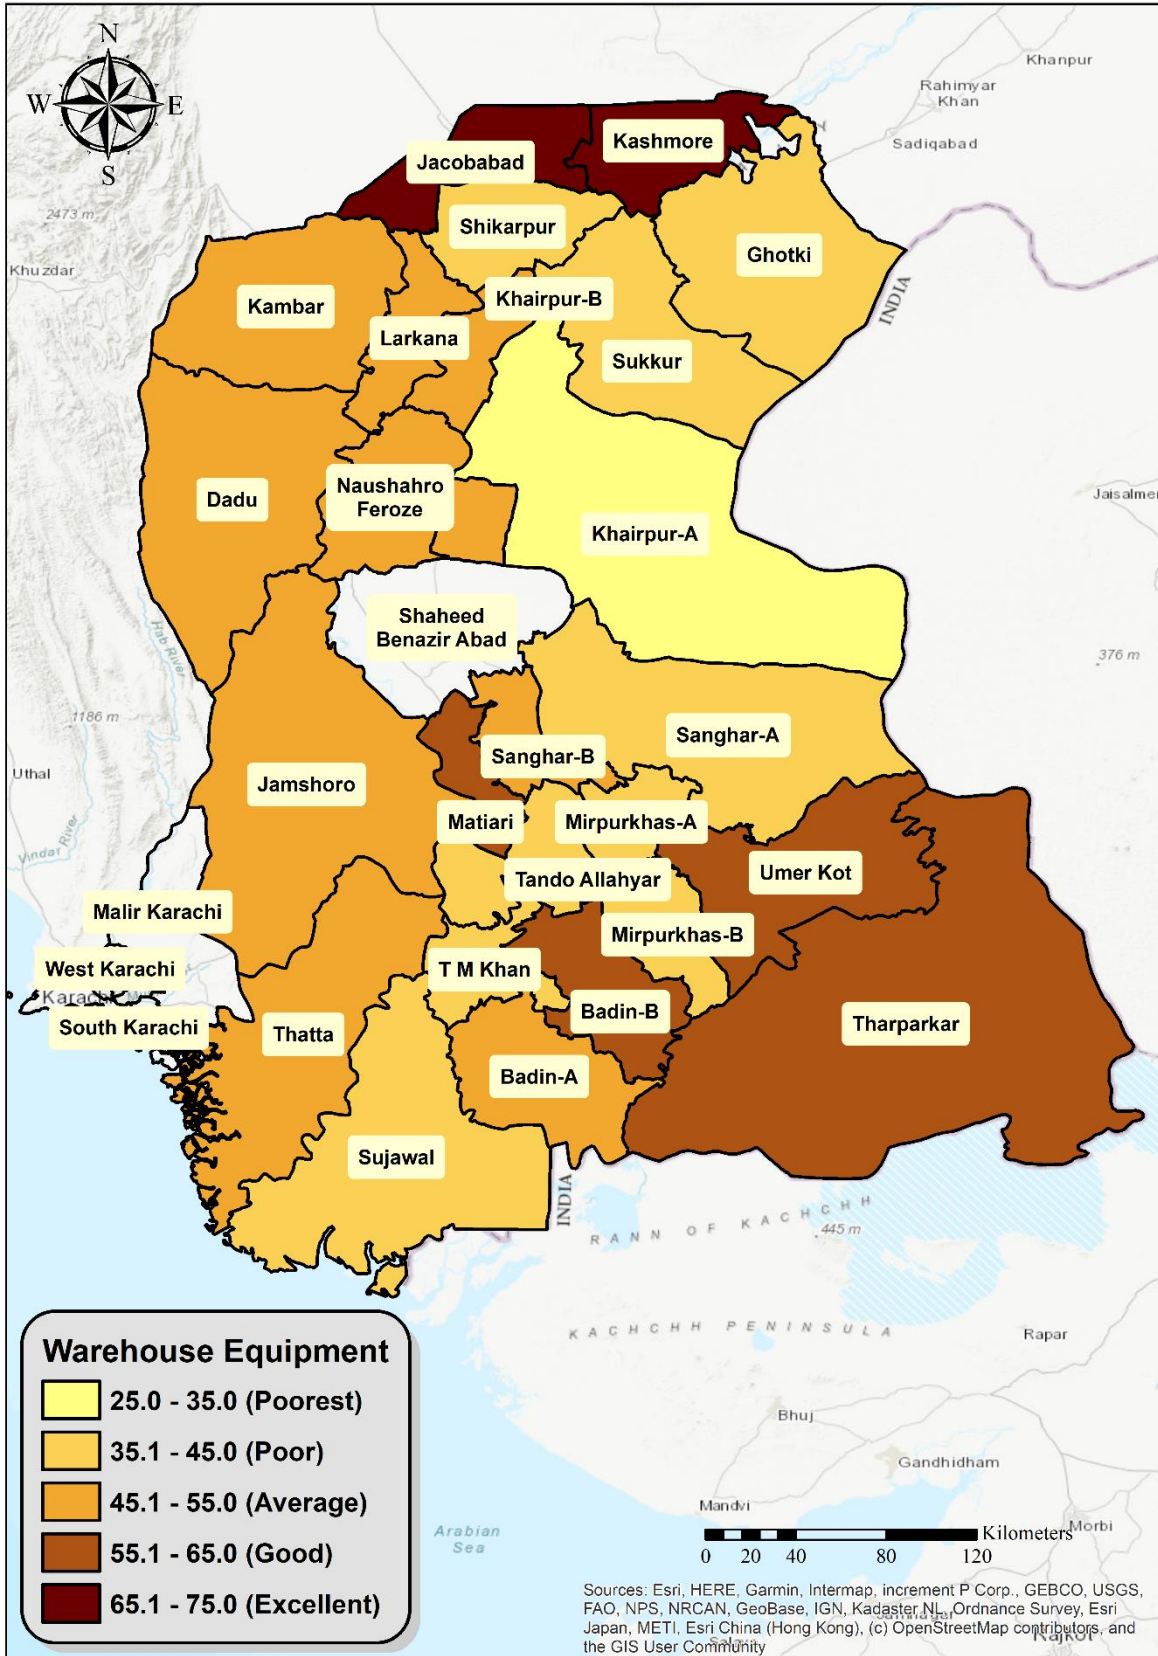 N
W
E
S
Khanpur
Rahimyar
Khan
Sadiqabad
Kashmore
Jacobabad
2473 m
Shikarpur
Ghotki
Khuzdar
INDIA
Kambar
Khairpur-B
Larkana
Sukkur
Dadu
Naushahro
Feroze
Jaisalmer
Khairpur-A
Shaheed
Benazir Abad
Hab River
376 m
1186 m
Sanghar-A
Sanghar-B
Uthal
Jamshoro
Matiari
Mirpurkhas-A
Vindar River
Umer Kot
Tando Allahyar
Malir Karachi
Mirpurkhas-B
West Karachi
T M Khan
Karachi
South Karachi
Thatta
Badin-B
Tharparkar
Badin-A
Sujawal
INDIA
RANN OF KACHCHH
445 m
KACHCHH PENINSULA
Rapar
Warehouse Equipment
25.0 - 35.0 (Poorest)
35.1 - 45.0 (Poor)
45.1 - 55.0 (Average)
55.1 - 65.0 (Good)
65.1 - 75.0 (Excellent)
Bhuj
Gandhidham
Mandvi
Morbi
Arabian
Sea
Kilometers
0 20 40 80 120
Sources: Esri, HERE, Garmin, Intermap, increment P Corp., GEBCO, USGS,
FAO, NPS, NRCAN, GeoBase, IGN, Kadaster NL, Ordnance Survey, Esri
Japan, METI, Esri China (Hong Kong), (c) OpenStreetMap contributors, and
the GIS User Community
Jamnagar
Rajkot